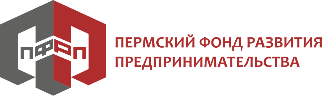 ПФРП
ПЕРМСКИЙ ФОНД РАЗВИТИЯ
ПРЕДПРИНИМАТЕЛЬСТВА